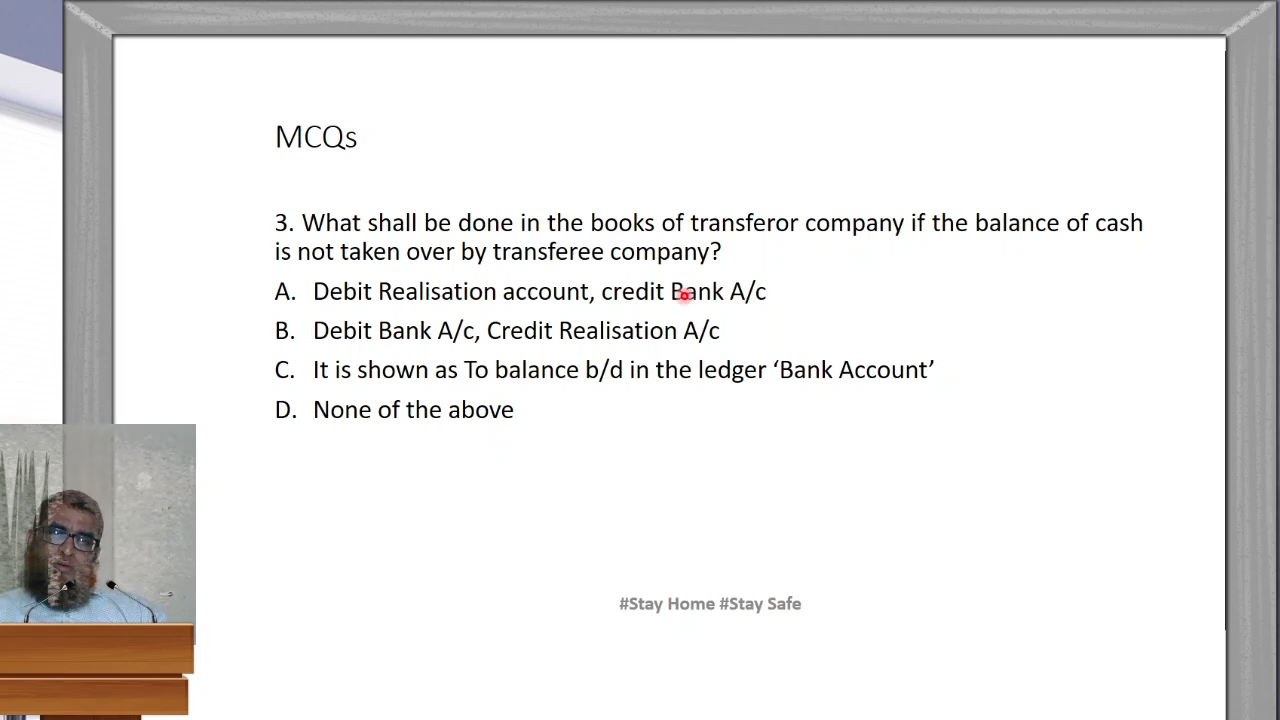 MCQs
3. What shall be done in the books of transferor company if the balance of cash
is not taken over by transferee company?
A. Debit Realisation account, credit Bank A/c
B. Debit Bank A/c, Credit Realisation A/c
C. It is shown as To balance b/d in the ledger ‘Bank Account’
D. None of the above
#Stay Home #Stay Safe